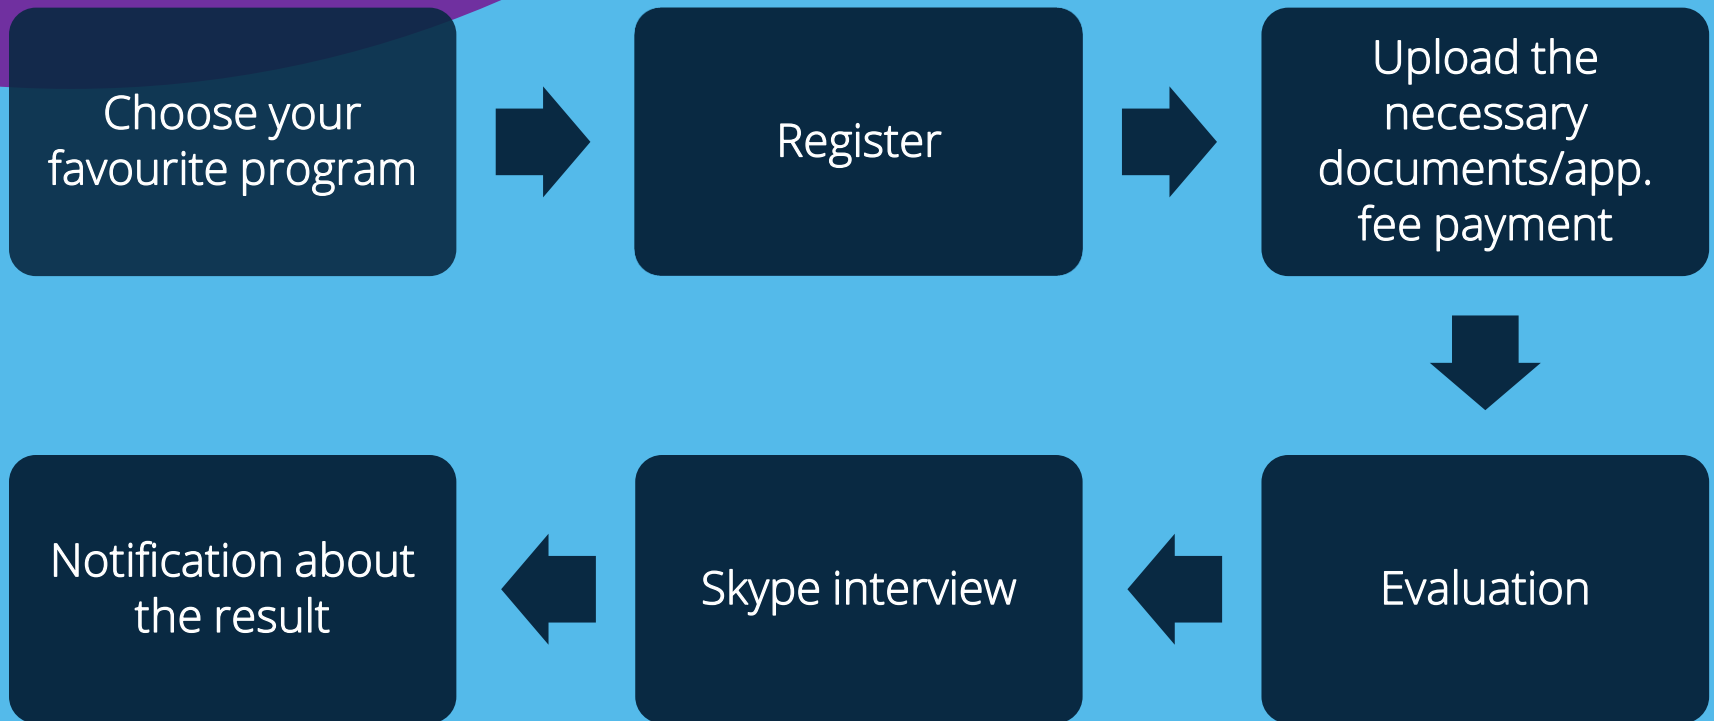 Choose your
favourite program
Register
Upload the
necessary
documents/app.
fee payment
Evaluation
Skype interview
Notification about
the result